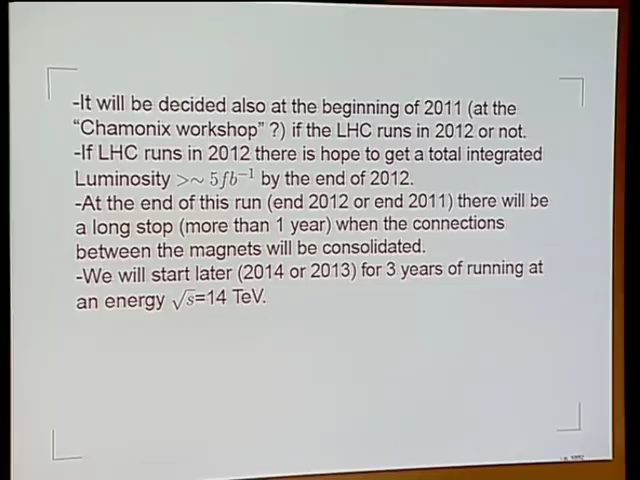 -It will be decided also at the beginning of 2011 (at the
“Chamonix workshop” ?) if the LHC runs in 2012 or not.
-If LHC runs in 2012 there is hope to get a total integrated
Luminosity >∼ 5fb⁻¹ by the end of 2012.
-At the end of this run (end 2012 or end 2011) there will be
a long stop (more than 1 year) when the connections
between the magnets will be consolidated.
-We will start later (2014 or 2013) for 3 years of running at
an energy √s=14 TeV.